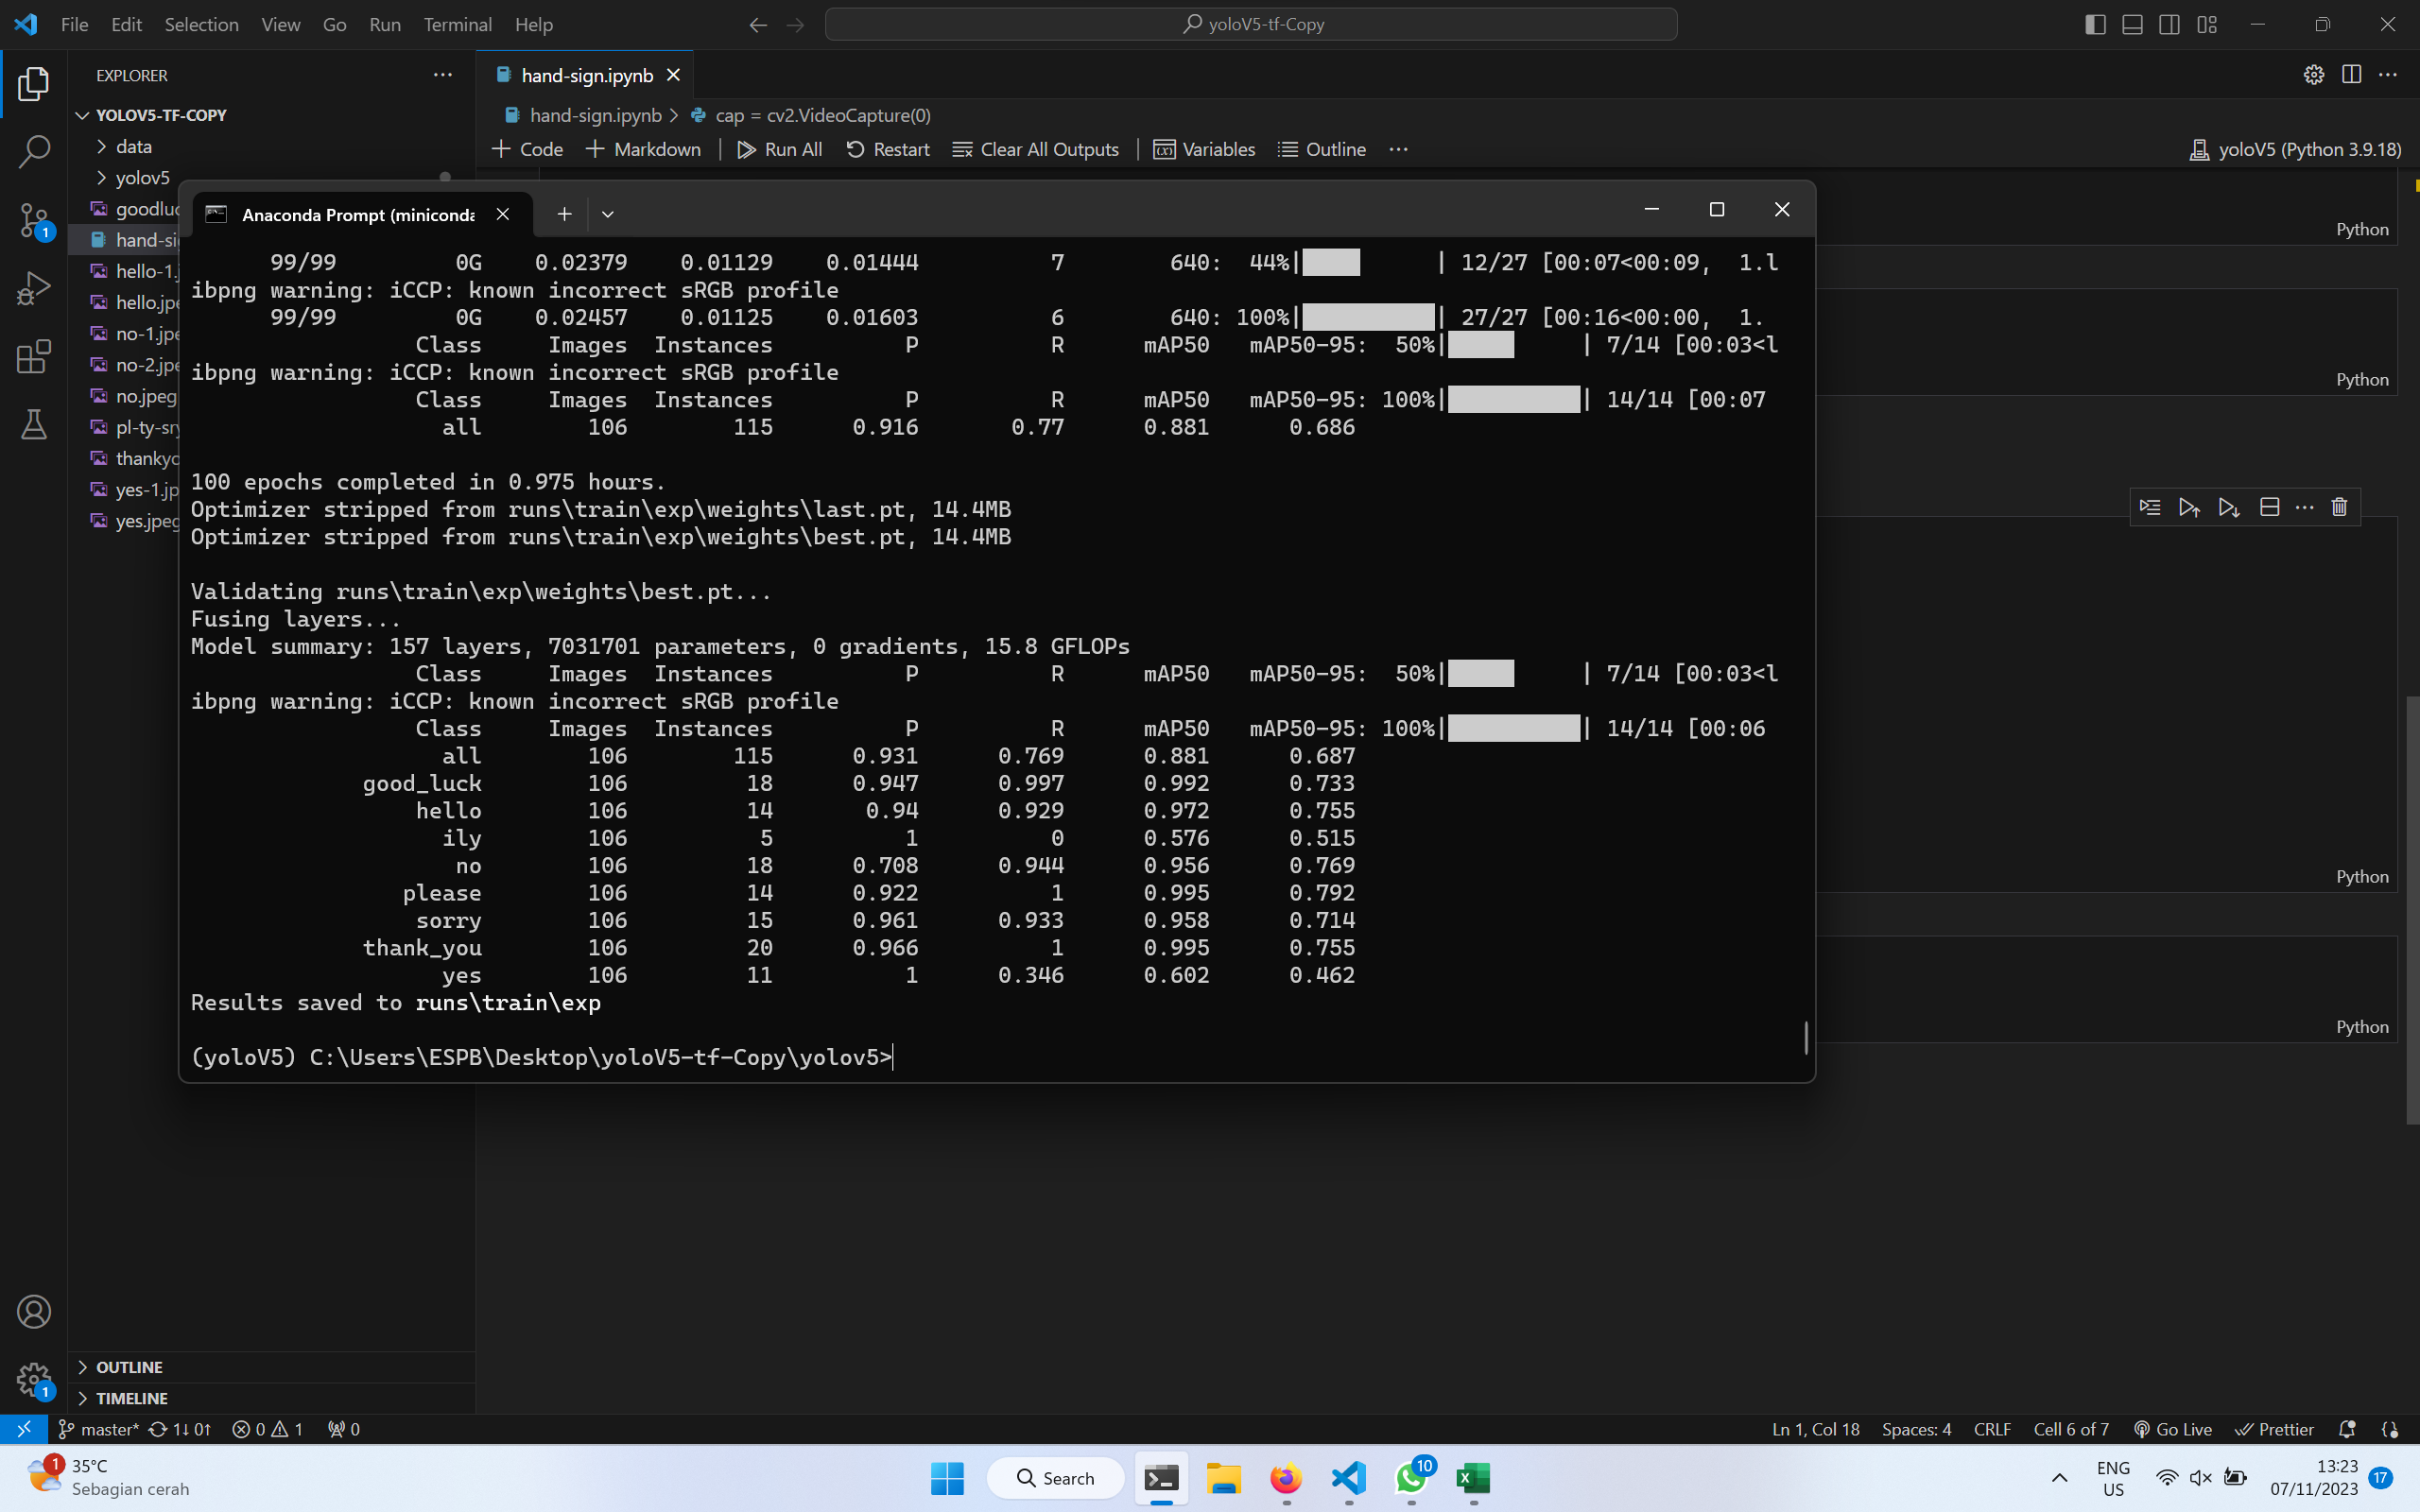 File Edit Selection View Go Run Terminal Help
yoloV5-tf-Copy
EXPLORER
YOLOV5-TF-COPY
data
yolov5
goodluc
hand-si
hello-1.j
hello.jpe
no-1.jpe
no-2.jpe
no.jpeg
pl-ty-sry
thankyo
yes-1.jp
yes.jpeg
OUTLINE
TIMELINE
hand-sign.ipynb
hand-sign.ipynb > cap = cv2.VideoCapture(0)
Code Markdown Run All Restart Clear All Outputs Variables Outline ...
yoloV5 (Python 3.9.18)
Python
Python
Python
Python
Anaconda Prompt (miniconda
99/99 0G 0.02379 0.01129 0.01444 7 640: 44%| | 12/27 [00:07<00:09, 1.l
ibpng warning: iCCP: known incorrect sRGB profile
99/99 0G 0.02457 0.01125 0.01603 6 640: 100%| | 27/27 [00:16<00:00, 1.
Class Images Instances P R mAP50 mAP50-95: 50%| | 7/14 [00:03<l
ibpng warning: iCCP: known incorrect sRGB profile
Class Images Instances P R mAP50 mAP50-95: 100%| | 14/14 [00:07
all 106 115 0.916 0.77 0.881 0.686
100 epochs completed in 0.975 hours.
Optimizer stripped from runs\train\exp\weights\last.pt, 14.4MB
Optimizer stripped from runs\train\exp\weights\best.pt, 14.4MB
Validating runs\train\exp\weights\best.pt...
Fusing layers...
Model summary: 157 layers, 7031701 parameters, 0 gradients, 15.8 GFLOPs
Class Images Instances P R mAP50 mAP50-95: 50%| | 7/14 [00:03<l
ibpng warning: iCCP: known incorrect sRGB profile
Class Images Instances P R mAP50 mAP50-95: 100%| | 14/14 [00:06
all 106 115 0.931 0.769 0.881 0.687
good_luck 106 18 0.947 0.997 0.992 0.733
hello 106 14 0.94 0.929 0.972 0.755
ily 106 5 1 0 0.576 0.515
no 106 18 0.708 0.944 0.956 0.769
please 106 14 0.922 1 0.995 0.792
sorry 106 15 0.961 0.933 0.958 0.714
thank_you 106 20 0.966 1 0.995 0.755
yes 106 11 1 0.346 0.602 0.462
Results saved to runs\train\exp
(yoloV5) C:\Users\ESPB\Desktop\yoloV5-tf-Copy\yolov5>
1
1
master* 1↓ 0↑ 0 1 0
Ln 1, Col 18 Spaces: 4 CRLF Cell 6 of 7 Go Live Prettier
1
35°C
Sebagian cerah
Search
10
ENG
US
13:23
07/11/2023
17